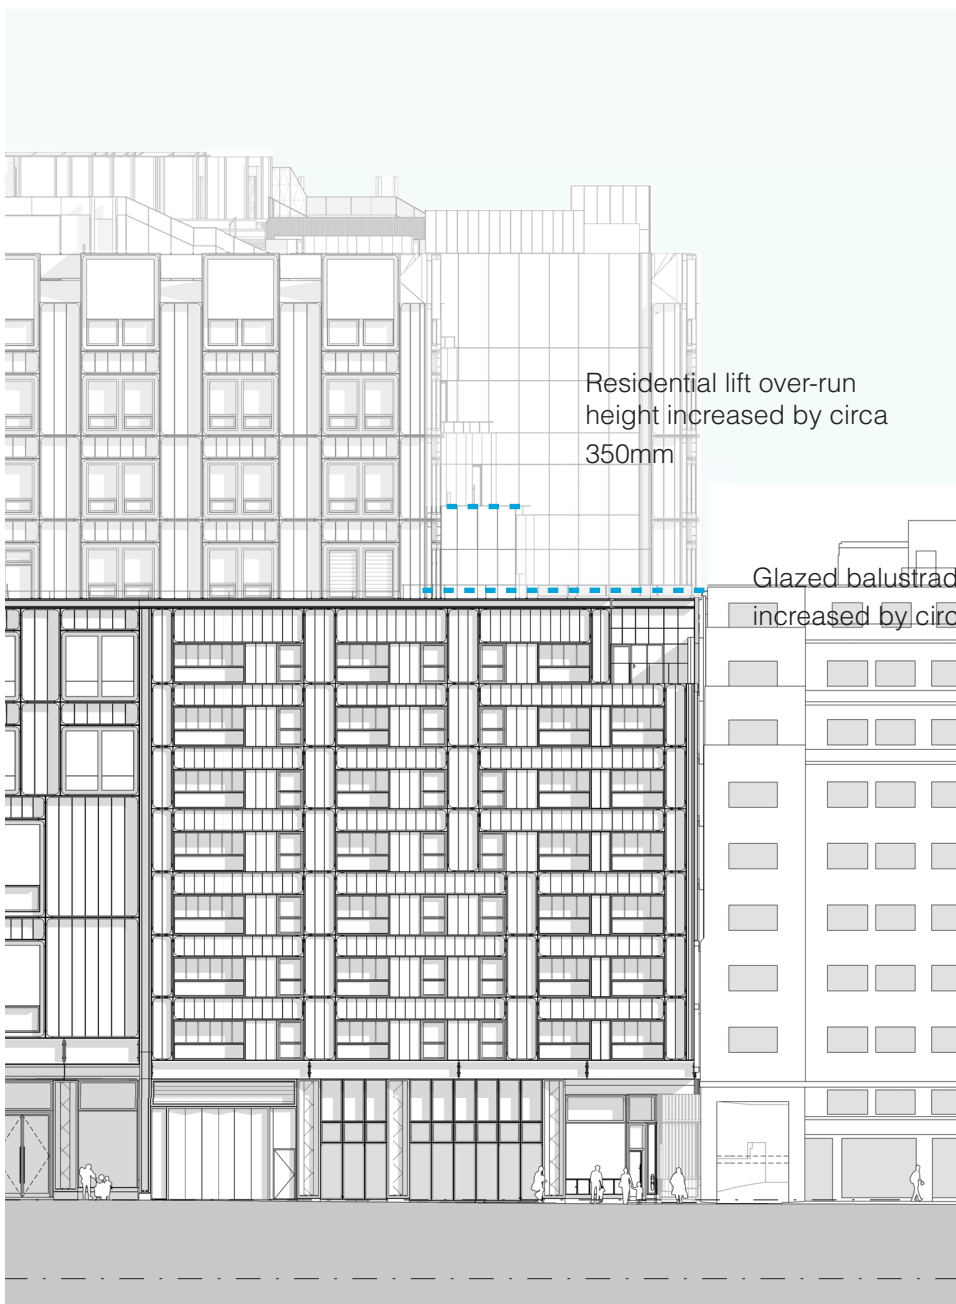 Residential lift over-run
height increased by circa
350mm
Glazed balustrad
increased by circ